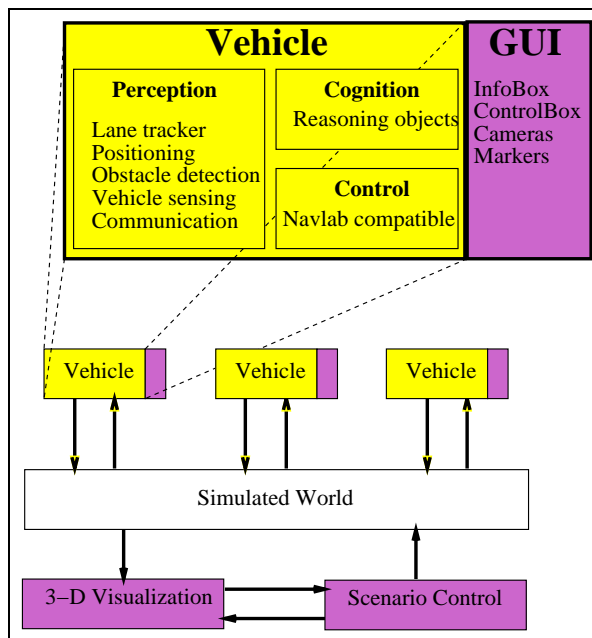 Vehicle
Perception
Lane tracker
Positioning
Obstacle detection
Vehicle sensing
Communication
Cognition
Reasoning objects
Control
Navlab compatible
GUI
InfoBox
ControlBox
Cameras
Markers
Vehicle
Vehicle
Vehicle
Simulated World
3−D Visualization
Scenario Control